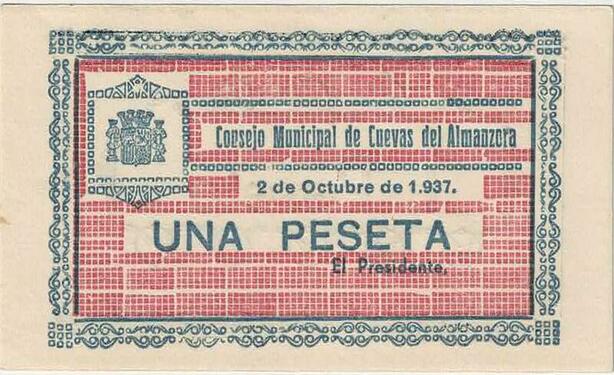 Consejo Municipal de Cuevas del Almanzora
2 de Octubre de 1.937.
UNA PESETA
El Presidente,